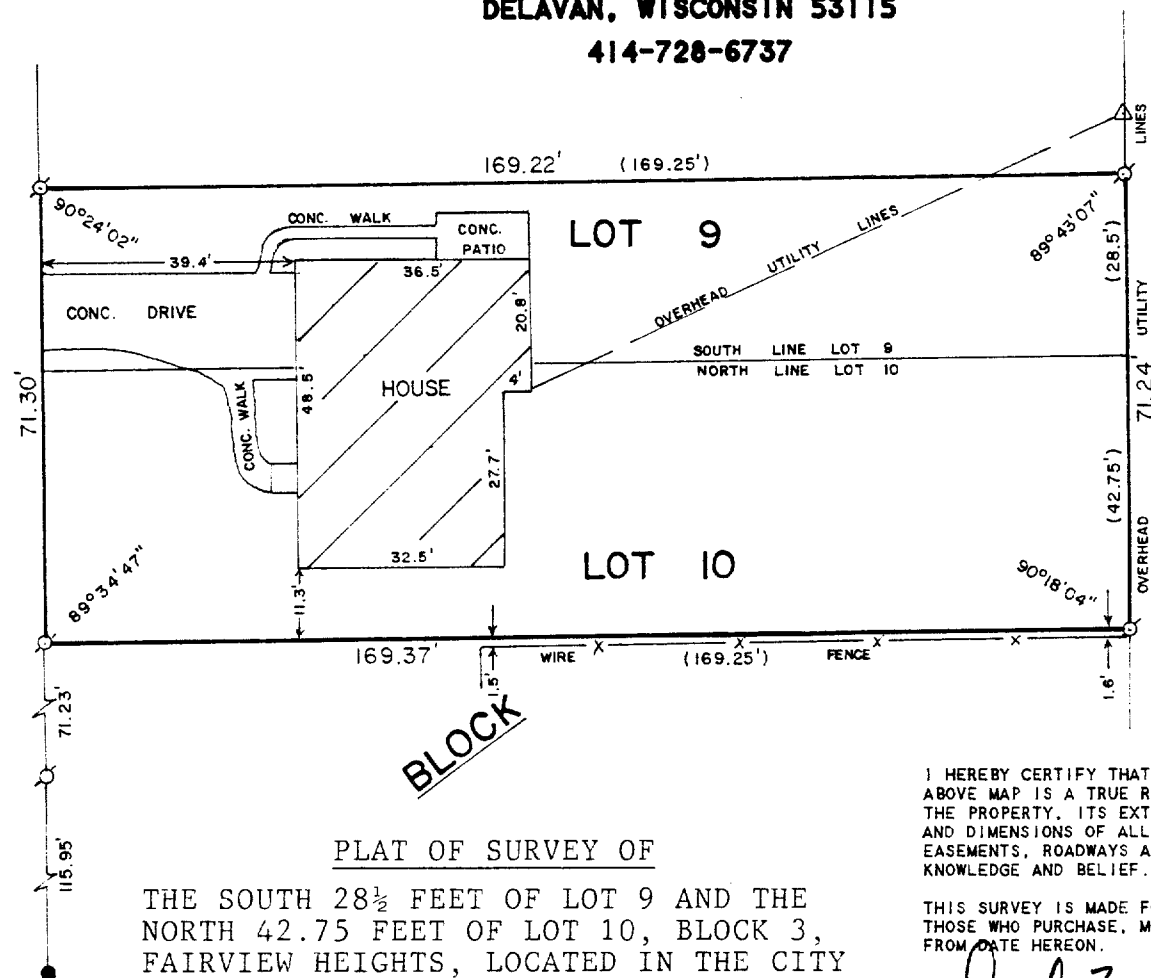 DELAVAN, WISCONSIN 53115
414-728-6737
LINES
169.22' (169.25')
90°24'02"
CONC. WALK
CONC.
PATIO
LOT 9
89°43'07"
(28.5')
39.4'
36.5'
OVERHEAD UTILITY LINES
CONC. DRIVE
20.8'
UTILITY
SOUTH LINE LOT 9
NORTH LINE LOT 10
71.30'
48.5'
HOUSE
4'
71.24'
CONC. WALK
27.7'
(42.75')
32.5'
LOT 10
OVERHEAD
89°34'47"
90°18'04"
11.3'
169.37'
WIRE
(169.25')
FENCE
1.5'
1.6'
71.23'
BLOCK
115.95'
I HEREBY CERTIFY THAT
ABOVE MAP IS A TRUE R
THE PROPERTY, ITS EXT
AND DIMENSIONS OF ALL
EASEMENTS, ROADWAYS A
KNOWLEDGE AND BELIEF.
THIS SURVEY IS MADE F
THOSE WHO PURCHASE, M
FROM DATE HEREON.
PLAT OF SURVEY OF
THE SOUTH 28½ FEET OF LOT 9 AND THE
NORTH 42.75 FEET OF LOT 10, BLOCK 3,
FAIRVIEW HEIGHTS, LOCATED IN THE CITY